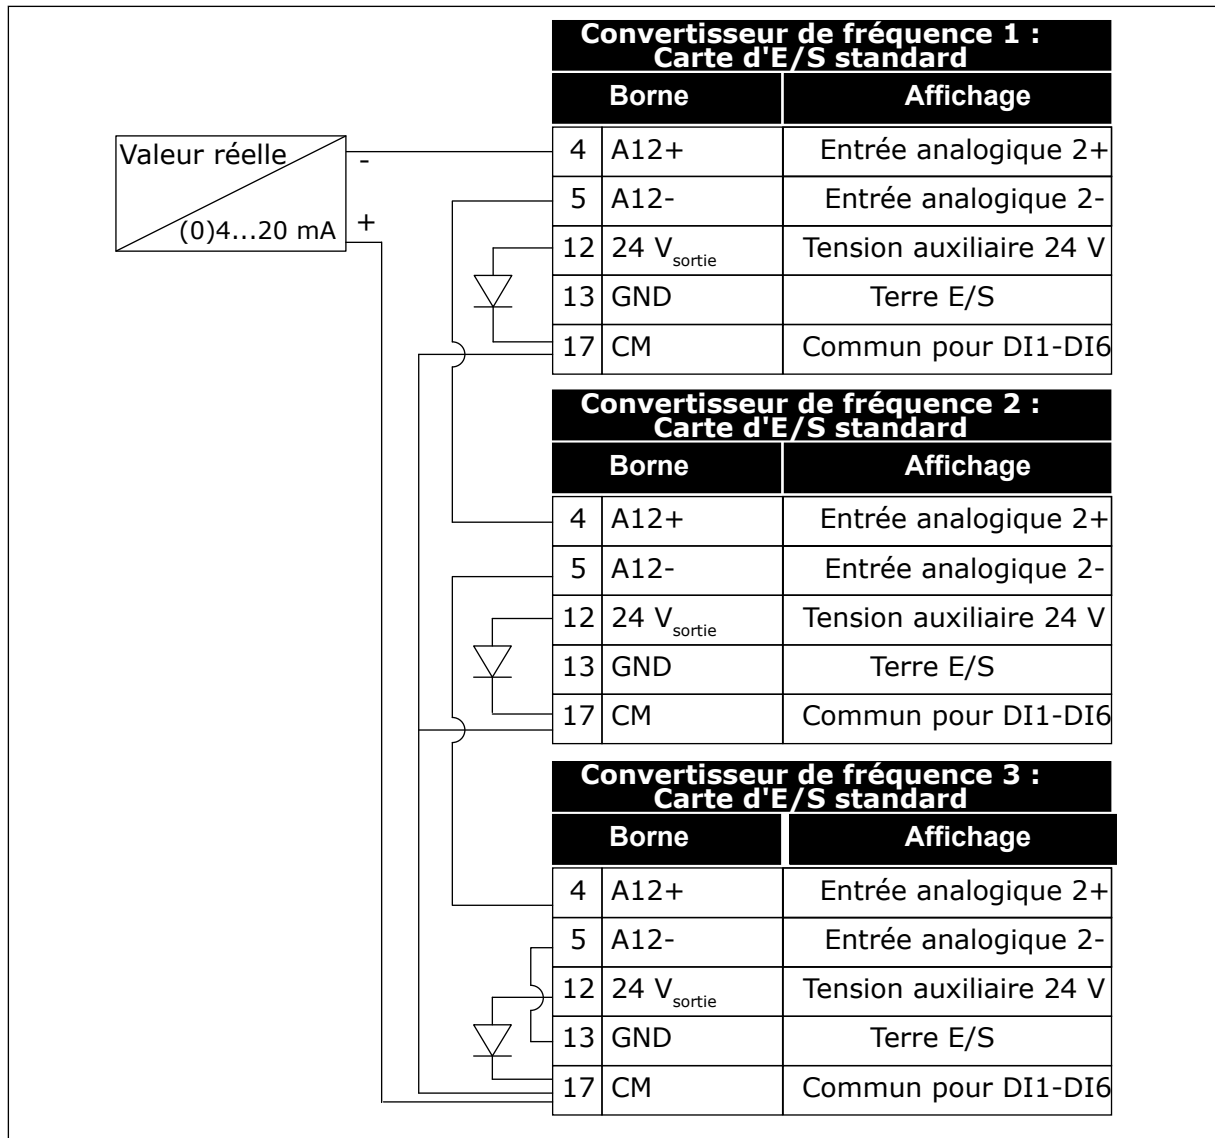 Convertisseur de fréquence 1 :
Carte d'E/S standard
Borne Affichage
Valeur réelle
-
+
(0)4...20 mA
4 A12+ Entrée analogique 2+
5 A12- Entrée analogique 2-
12 24 Vsortie Tension auxiliaire 24 V
13 GND Terre E/S
17 CM Commun pour DI1-DI6
Convertisseur de fréquence 2 :
Carte d'E/S standard
Borne Affichage
4 A12+ Entrée analogique 2+
5 A12- Entrée analogique 2-
12 24 Vsortie Tension auxiliaire 24 V
13 GND Terre E/S
17 CM Commun pour DI1-DI6
Convertisseur de fréquence 3 :
Carte d'E/S standard
Borne Affichage
4 A12+ Entrée analogique 2+
5 A12- Entrée analogique 2-
12 24 Vsortie Tension auxiliaire 24 V
13 GND Terre E/S
17 CM Commun pour DI1-DI6